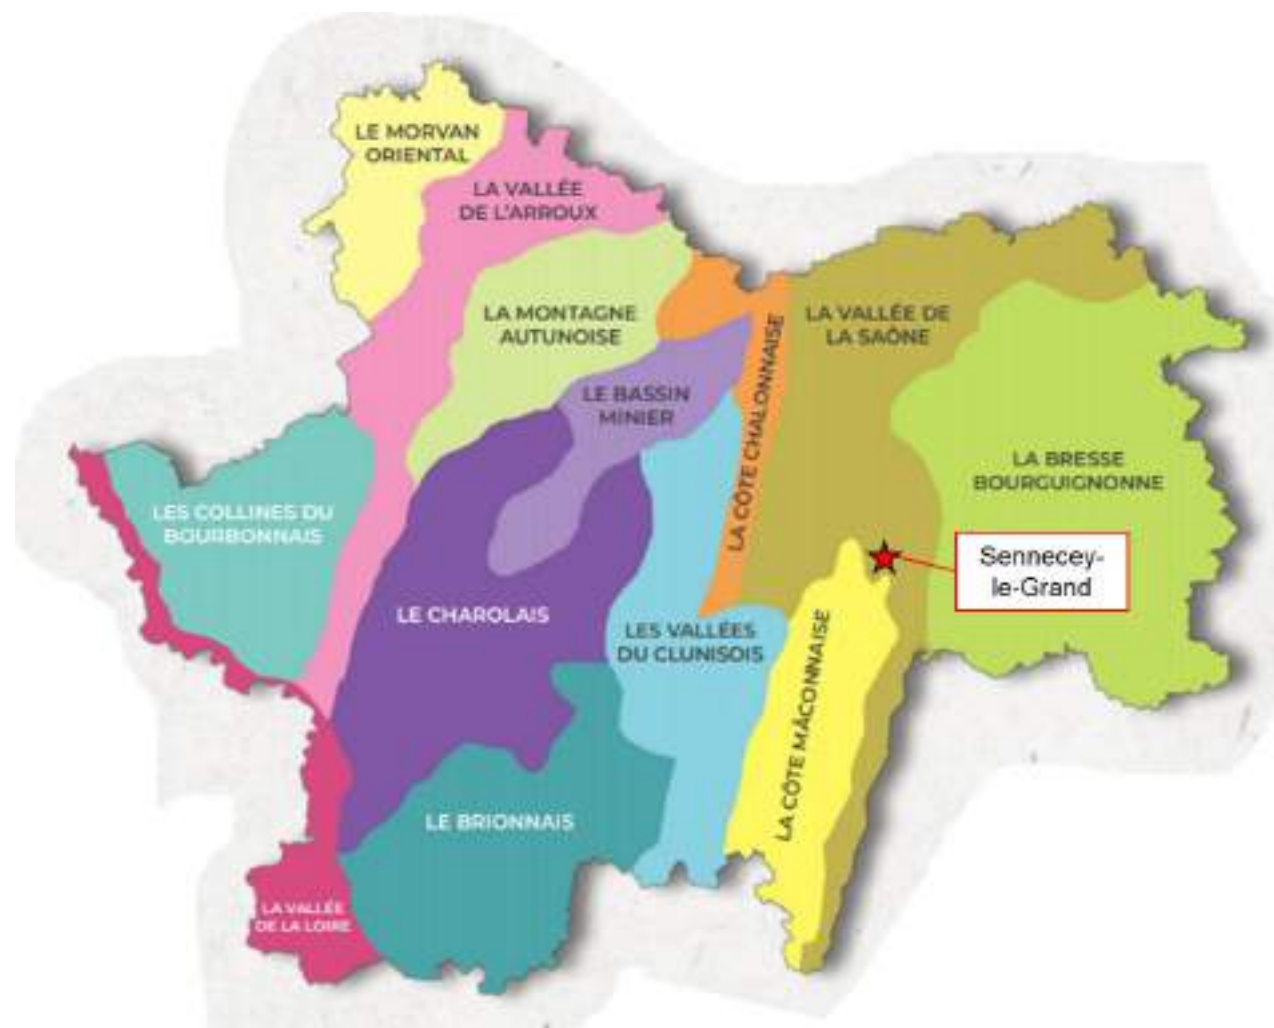 LE MORVAN
ORIENTAL
LA VALLÉE
DE L'ARROUX
LA MONTAGNE
AUTUNOISE
LA VALLÉE DE
LA SAÔNE
LE BASSIN
MINIER
LA CÔTE CHALONNAISE
LA BRESSE
BOURGUIGNONNE
LES COLLINES DU
BOURBONNAIS
Sennecey-
le-Grand
LE CHAROLAIS
LES VALLÉES
DU CLUNISOIS
LA CÔTE MÂCONNAISE
LE BRIONNAIS
LA VALLÉE
DE LA LOIRE